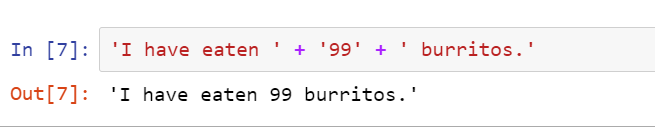 In [7]: 'I have eaten ' + '99' + ' burritos.'
Out[7]: 'I have eaten 99 burritos.'